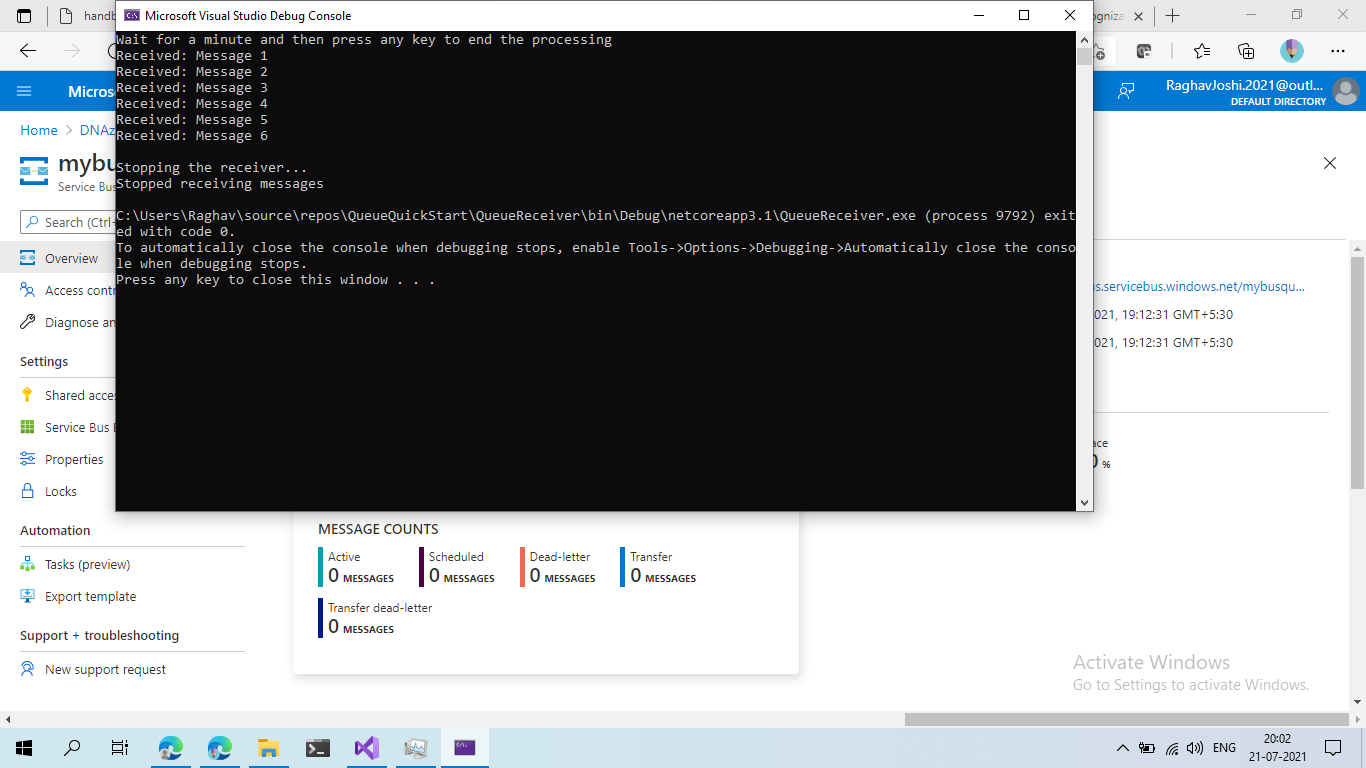 handb
Microsoft Visual Studio Debug Console
Microso
RaghavJoshi.2021@outl...
DEFAULT DIRECTORY
Home > DNAz
mybu
Service Bus
Search (Ctrl+
Overview
Access contr
Diagnose an
Settings
Shared acces
Service Bus E
Properties
Locks
Automation
Tasks (preview)
Export template
Support + troubleshooting
New support request
Wait for a minute and then press any key to end the processing
Received: Message 1
Received: Message 2
Received: Message 3
Received: Message 4
Received: Message 5
Received: Message 6
Stopping the receiver...
Stopped receiving messages
C:\Users\Raghav\source\repos\QueueQuickStart\QueueReceiver\bin\Debug\netcoreapp3.1\QueueReceiver.exe (process 9792) exit
ed with code 0.
To automatically close the console when debugging stops, enable Tools->Options->Debugging->Automatically close the conso
le when debugging stops.
Press any key to close this window . . .
s.servicebus.windows.net/mybusqu...
021, 19:12:31 GMT+5:30
021, 19:12:31 GMT+5:30
ace
0 %
MESSAGE COUNTS
Active
0 MESSAGES
Scheduled
0 MESSAGES
Dead-letter
0 MESSAGES
Transfer
0 MESSAGES
Transfer dead-letter
0 MESSAGES
Activate Windows
Go to Settings to activate Windows.
ENG
20:02
21-07-2021